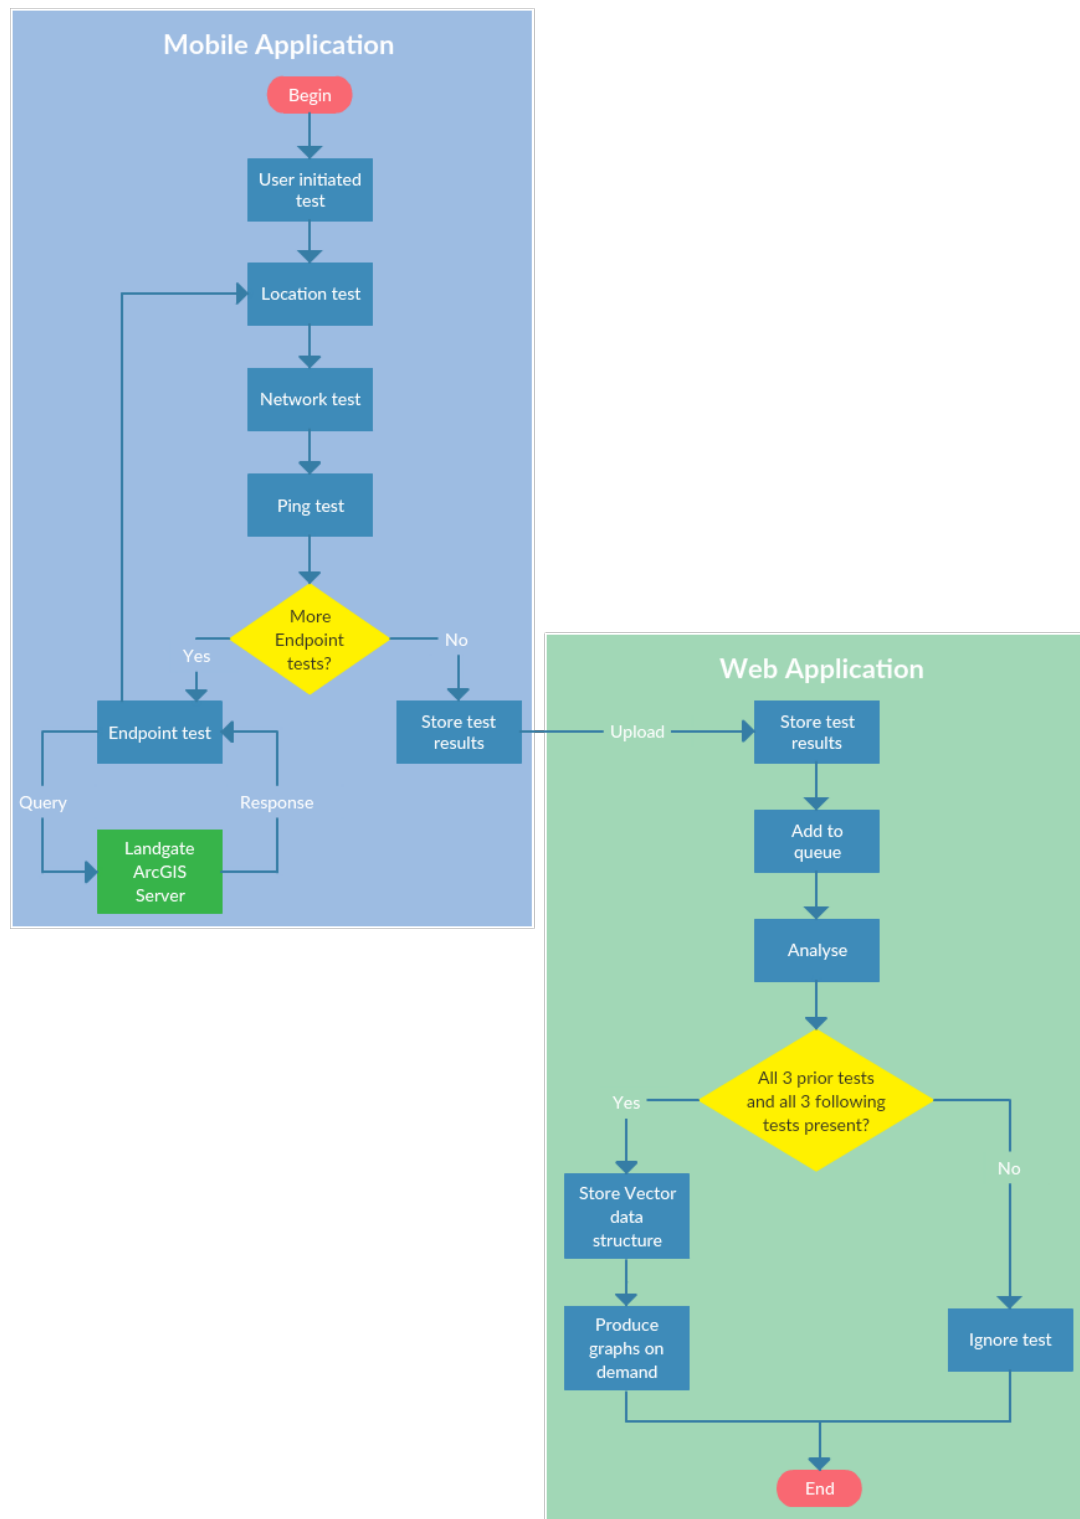 Mobile Application
Begin
User initiated
test
Location test
Network test
Ping test
More
Endpoint
tests?
Yes
No
Endpoint test
Store test
results
Query
Response
Landgate
ArcGIS
Server
Upload
Web Application
Store test
results
Add to
queue
Analyse
All 3 prior tests
and all 3 following
tests present?
Yes
No
Store Vector
data
structure
Produce
graphs on
demand
Ignore test
End